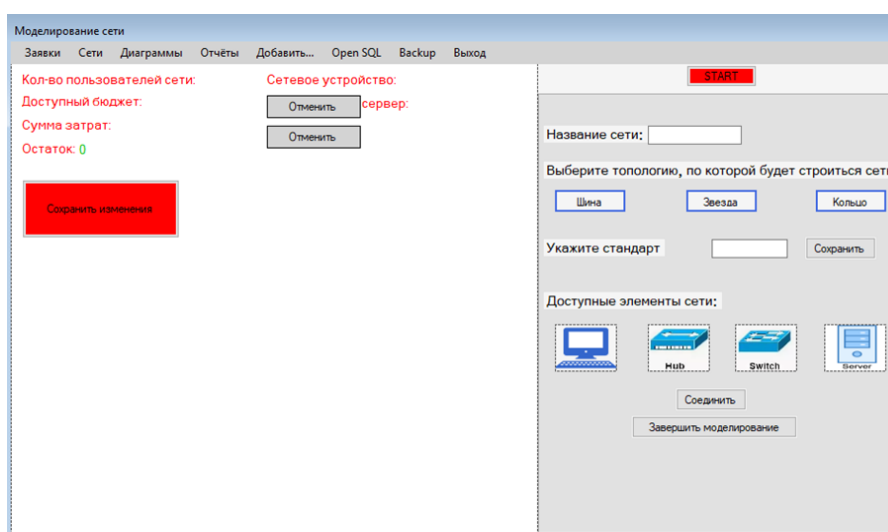 Моделирование сети
Заявки Сети Диаграммы Отчёты Добавить... Open SQL Backup Выход
Кол-во пользователей сети:
Доступный бюджет:
Сумма затрат:
Остаток: 0
Сохранить изменения
Сетевое устройство:
Отменить сервер:
Отменить
START
Название сети:
Выберите топологию, по которой будет строиться сет
Шина Звезда Кольцо
Укажите стандарт Сохранить
Доступные элементы сети:
Hub Switch Server
Соединить
Завершить моделирование